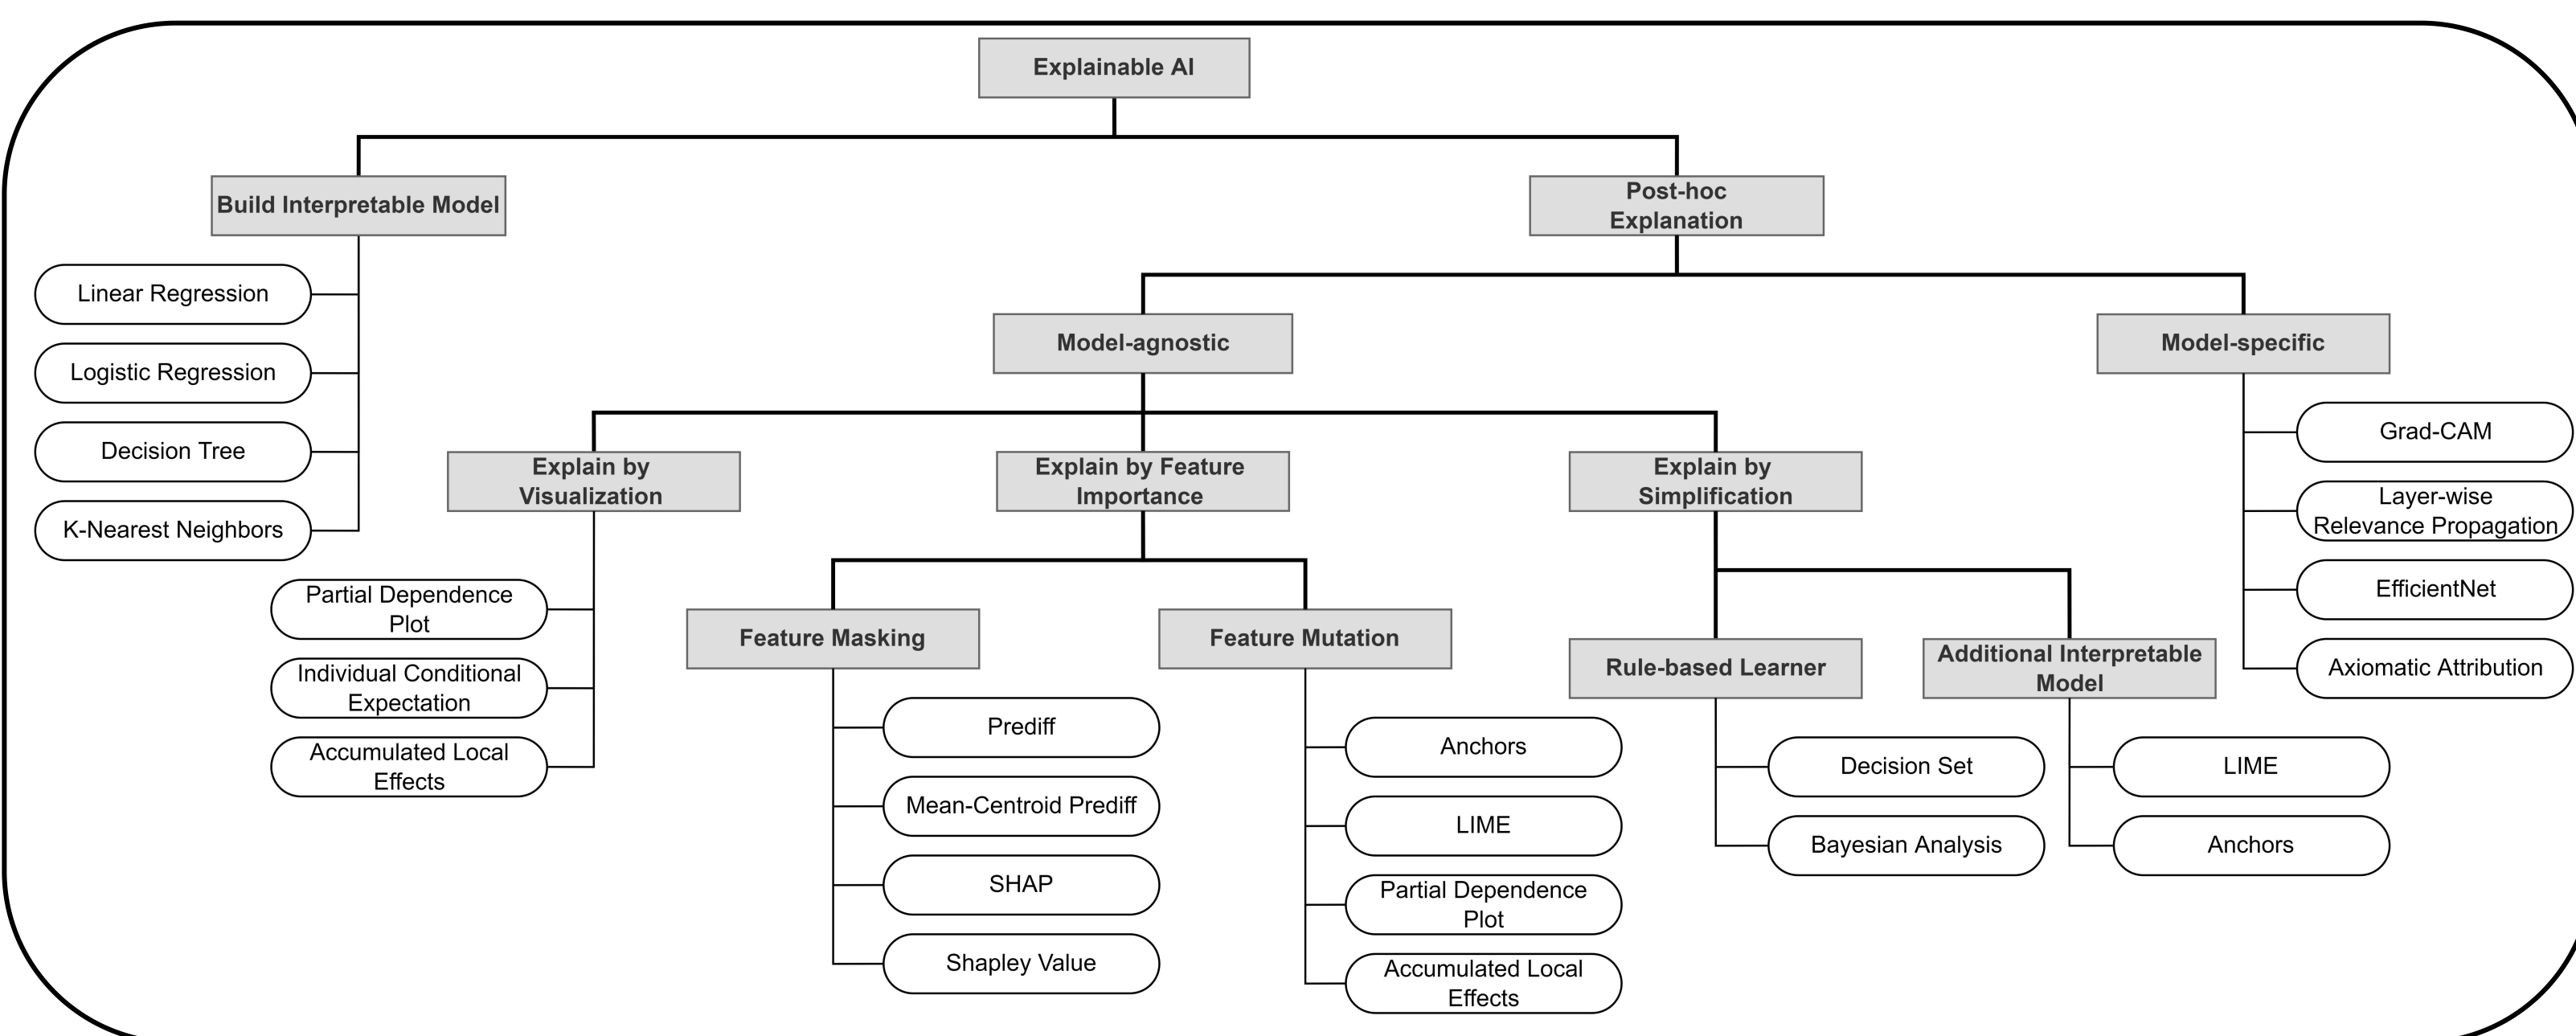 Explainable AI
Build Interpretable Model
Post-hoc
Explanation
Linear Regression
Logistic Regression
Decision Tree
K-Nearest Neighbors
Model-agnostic
Model-specific
Explain by
Visualization
Explain by Feature
Importance
Explain by
Simplification
Grad-CAM
Layer-wise
Relevance Propagation
EfficientNet
Axiomatic Attribution
Partial Dependence
Plot
Individual Conditional
Expectation
Accumulated Local
Effects
Feature Masking
Feature Mutation
Rule-based Learner
Additional Interpretable
Model
Prediff
Mean-Centroid Prediff
SHAP
Shapley Value
Anchors
LIME
Partial Dependence
Plot
Accumulated Local
Effects
Decision Set
Bayesian Analysis
LIME
Anchors